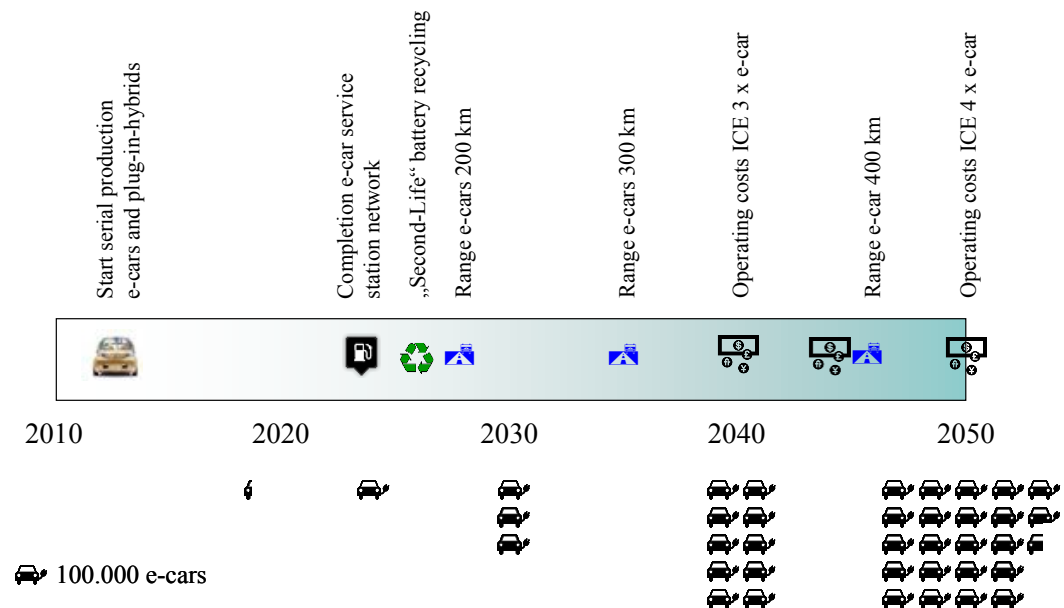 Start serial production
e-cars and plug-in-hybrids
Completion e-car service
station network
„Second-Life“ battery recycling
Range e-cars 200 km
Range e-cars 300 km
Operating costs ICE 3 x e-car
Range e-car 400 km
Operating costs ICE 4 x e-car
2010
2020
2030
2040
2050
100.000 e-cars